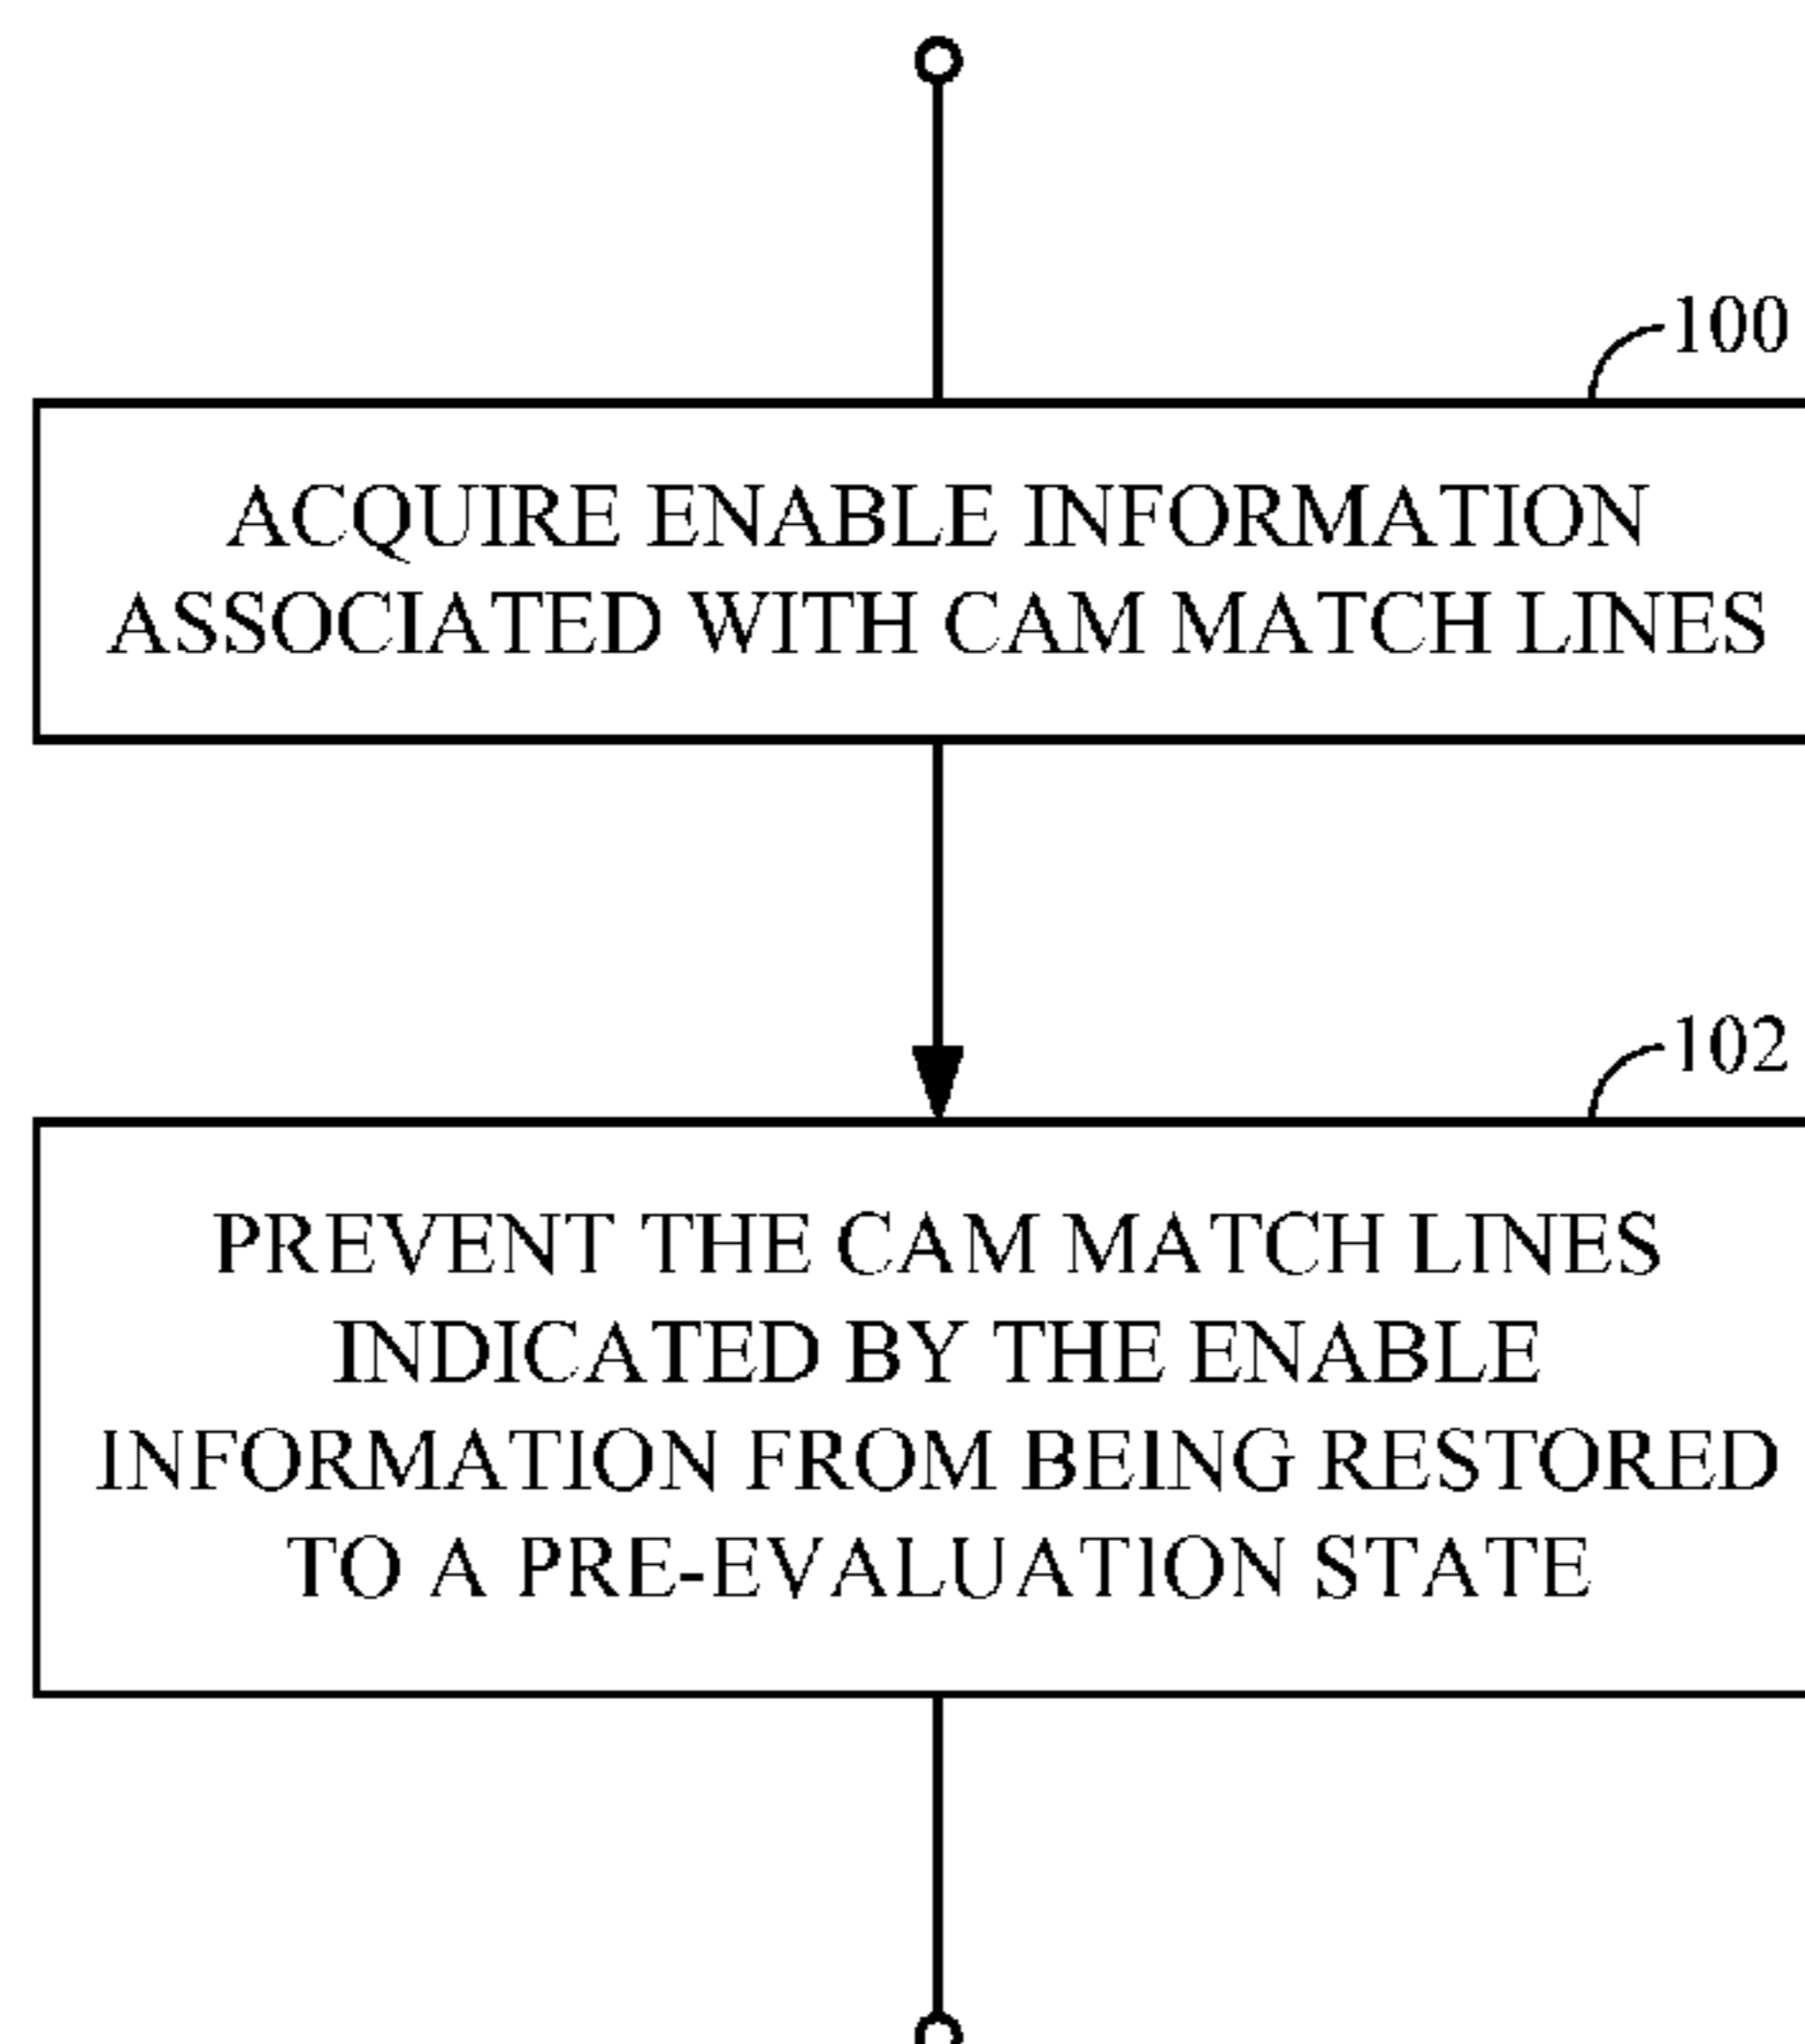 100
ACQUIRE ENABLE INFORMATION
ASSOCIATED WITH CAM MATCH LINES
102
PREVENT THE CAM MATCH LINES
INDICATED BY THE ENABLE
INFORMATION FROM BEING RESTORED
TO A PRE-EVALUATION STATE